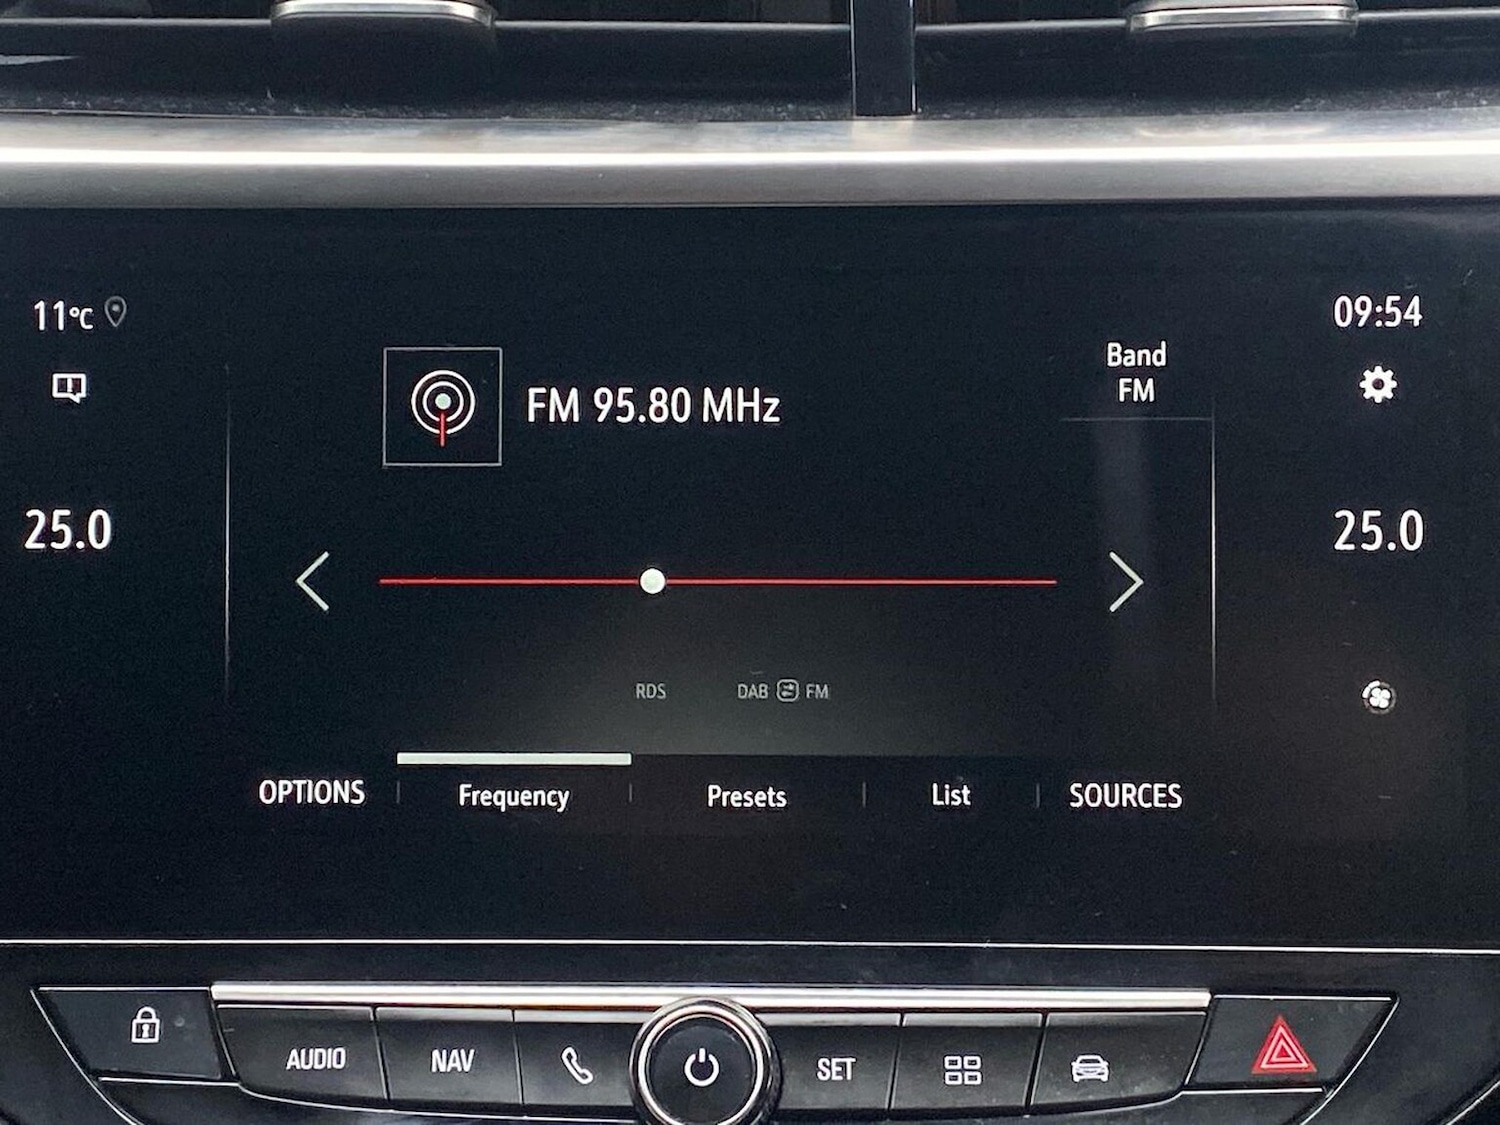 11°C
09:54
Band
FM
FM 95.80 MHz
25.0
25.0
RDS
DAB FM
OPTIONS
Frequency
Presets
List
SOURCES
AUDIO
NAV
SET